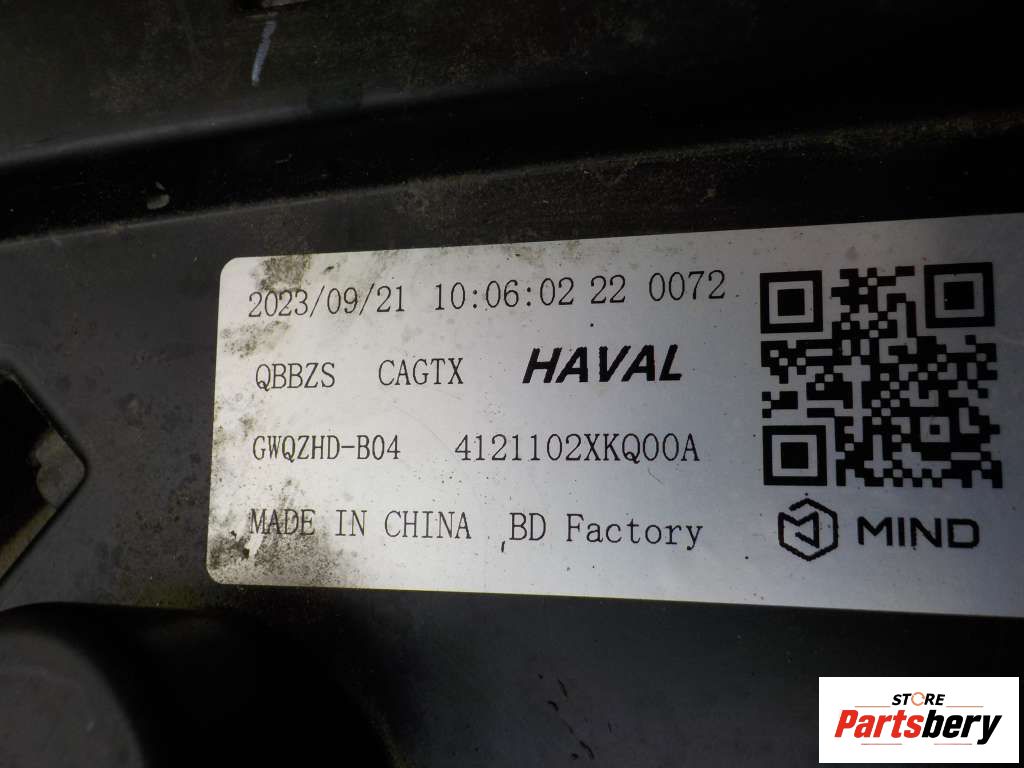 2023/09/21 10:06:02 22 0072
QBBZS CAGTX HAVAL
GWQZHD-B04 4121102XKQ00A
MADE IN CHINA BD Factory
MIND
STORE
Partsbery